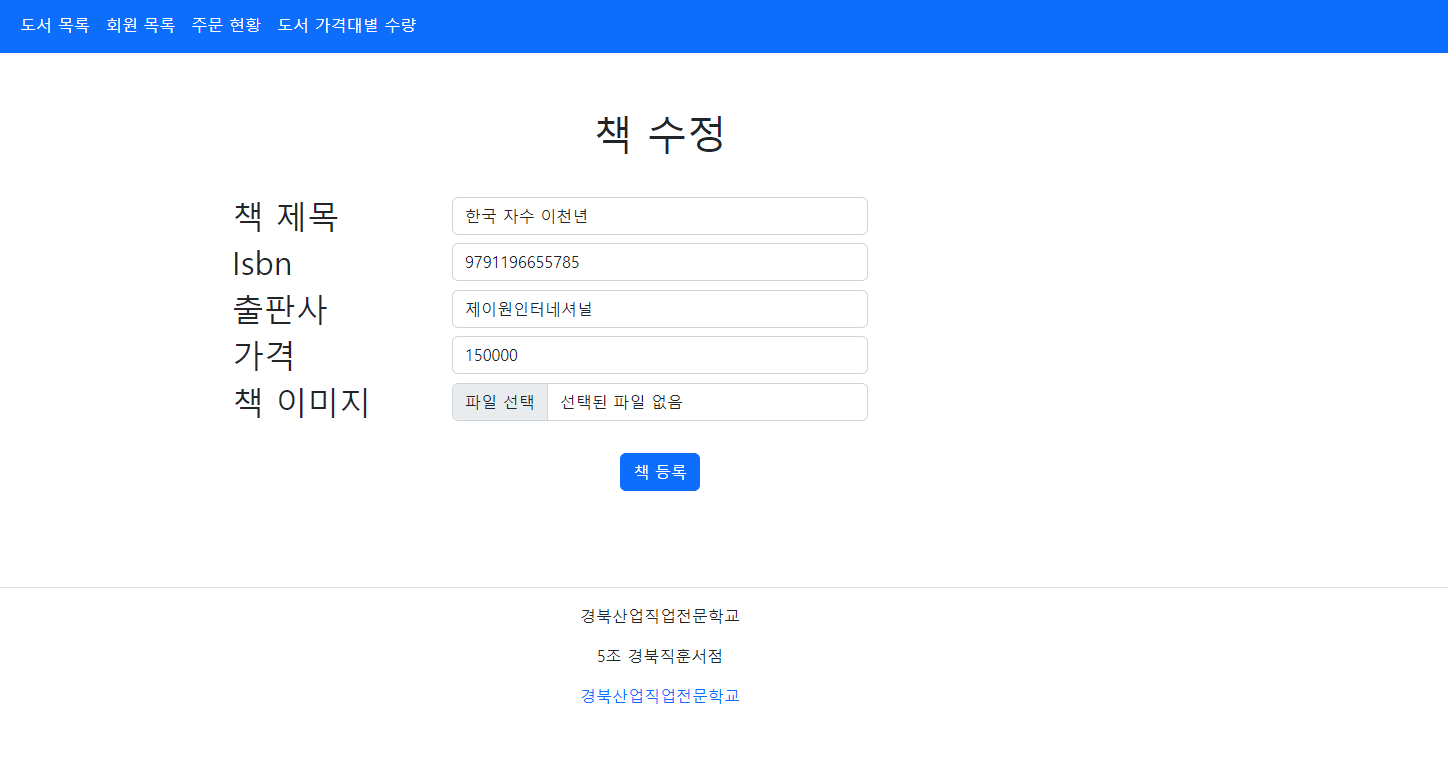 도서 목록 회원 목록 주문 현황 도서 가격대별 수량
책 수정
책 제목 한국 자수 이천년
Isbn 9791196655785
출판사 제이원인터네셔널
가격 150000
책 이미지 파일 선택 선택된 파일 없음
책 등록
경북산업직업전문학교
5조 경북직훈서점
경북산업직업전문학교